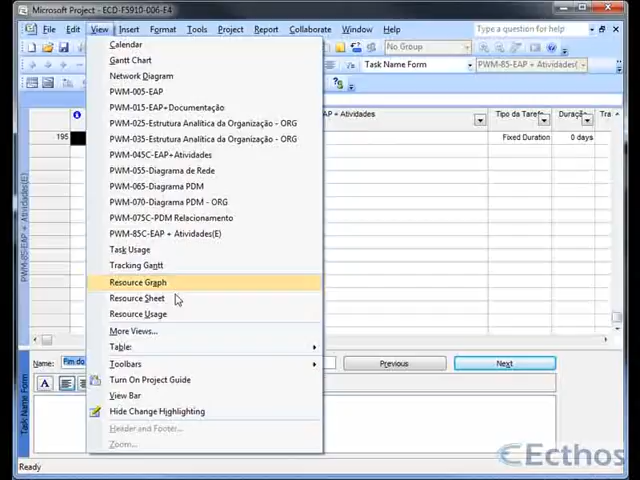 Microsoft Project - ECD-F5910-006-E4
File Edit View Insert Format Tools Project Report Collaborate Window Help
Type a question for help
No Group
Task Name Form
PWM-85-EAP + Atividades
Calendar
Gantt Chart
Network Diagram
PWM-005-EAP
PWM-015-EAP+Documentação
PWM-025-Estrutura Analítica da Organização - ORG
PWM-035-Estrutura Analítica da Organização - ORG
PWM-045C-EAP+Atividades
PWM-055-Diagrama de Rede
PWM-065-Diagrama PDM
PWM-070-Diagrama PDM - ORG
PWM-075C-PDM Relacionamento
PWM-85C-EAP + Atividades(E)
Task Usage
Tracking Gantt
Resource Graph
Resource Sheet
Resource Usage
More Views...
Table:
Toolbars
Turn On Project Guide
View Bar
Hide Change Highlighting
Header and Footer...
Zoom...
AP + Atividades
Tipo da Tarefa
Duração
Tra
195
Fixed Duration
0 days
PWM-85-EAP + Atividades(E)
Name:
Fim do
Previous
Next
Task Name Form
A
Ready
Ecthos